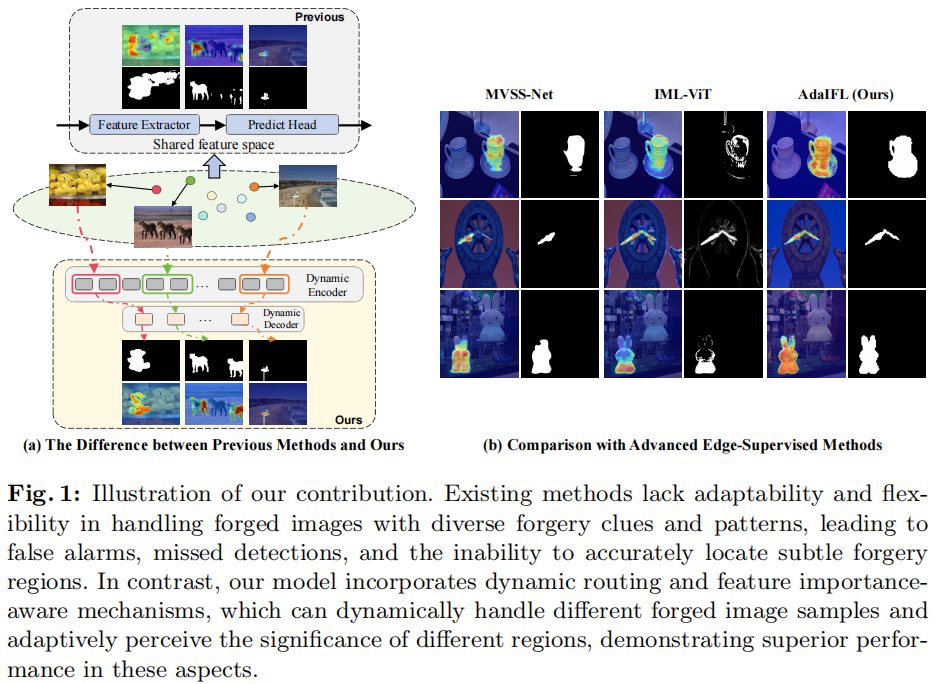 Previous
Feature Extractor
Predict Head
Shared feature space
Dynamic
Encoder
...
Dynamic
Decoder
...
Ours
(a) The Difference between Previous Methods and Ours
MVSS-Net
IML-ViT
AdaIFL (Ours)
(b) Comparison with Advanced Edge-Supervised Methods
Fig. 1: Illustration of our contribution. Existing methods lack adaptability and flex-
ibility in handling forged images with diverse forgery clues and patterns, leading to
false alarms, missed detections, and the inability to accurately locate subtle forgery
regions. In contrast, our model incorporates dynamic routing and feature importance-
aware mechanisms, which can dynamically handle different forged image samples and
adaptively perceive the significance of different regions, demonstrating superior perfor-
mance in these aspects.